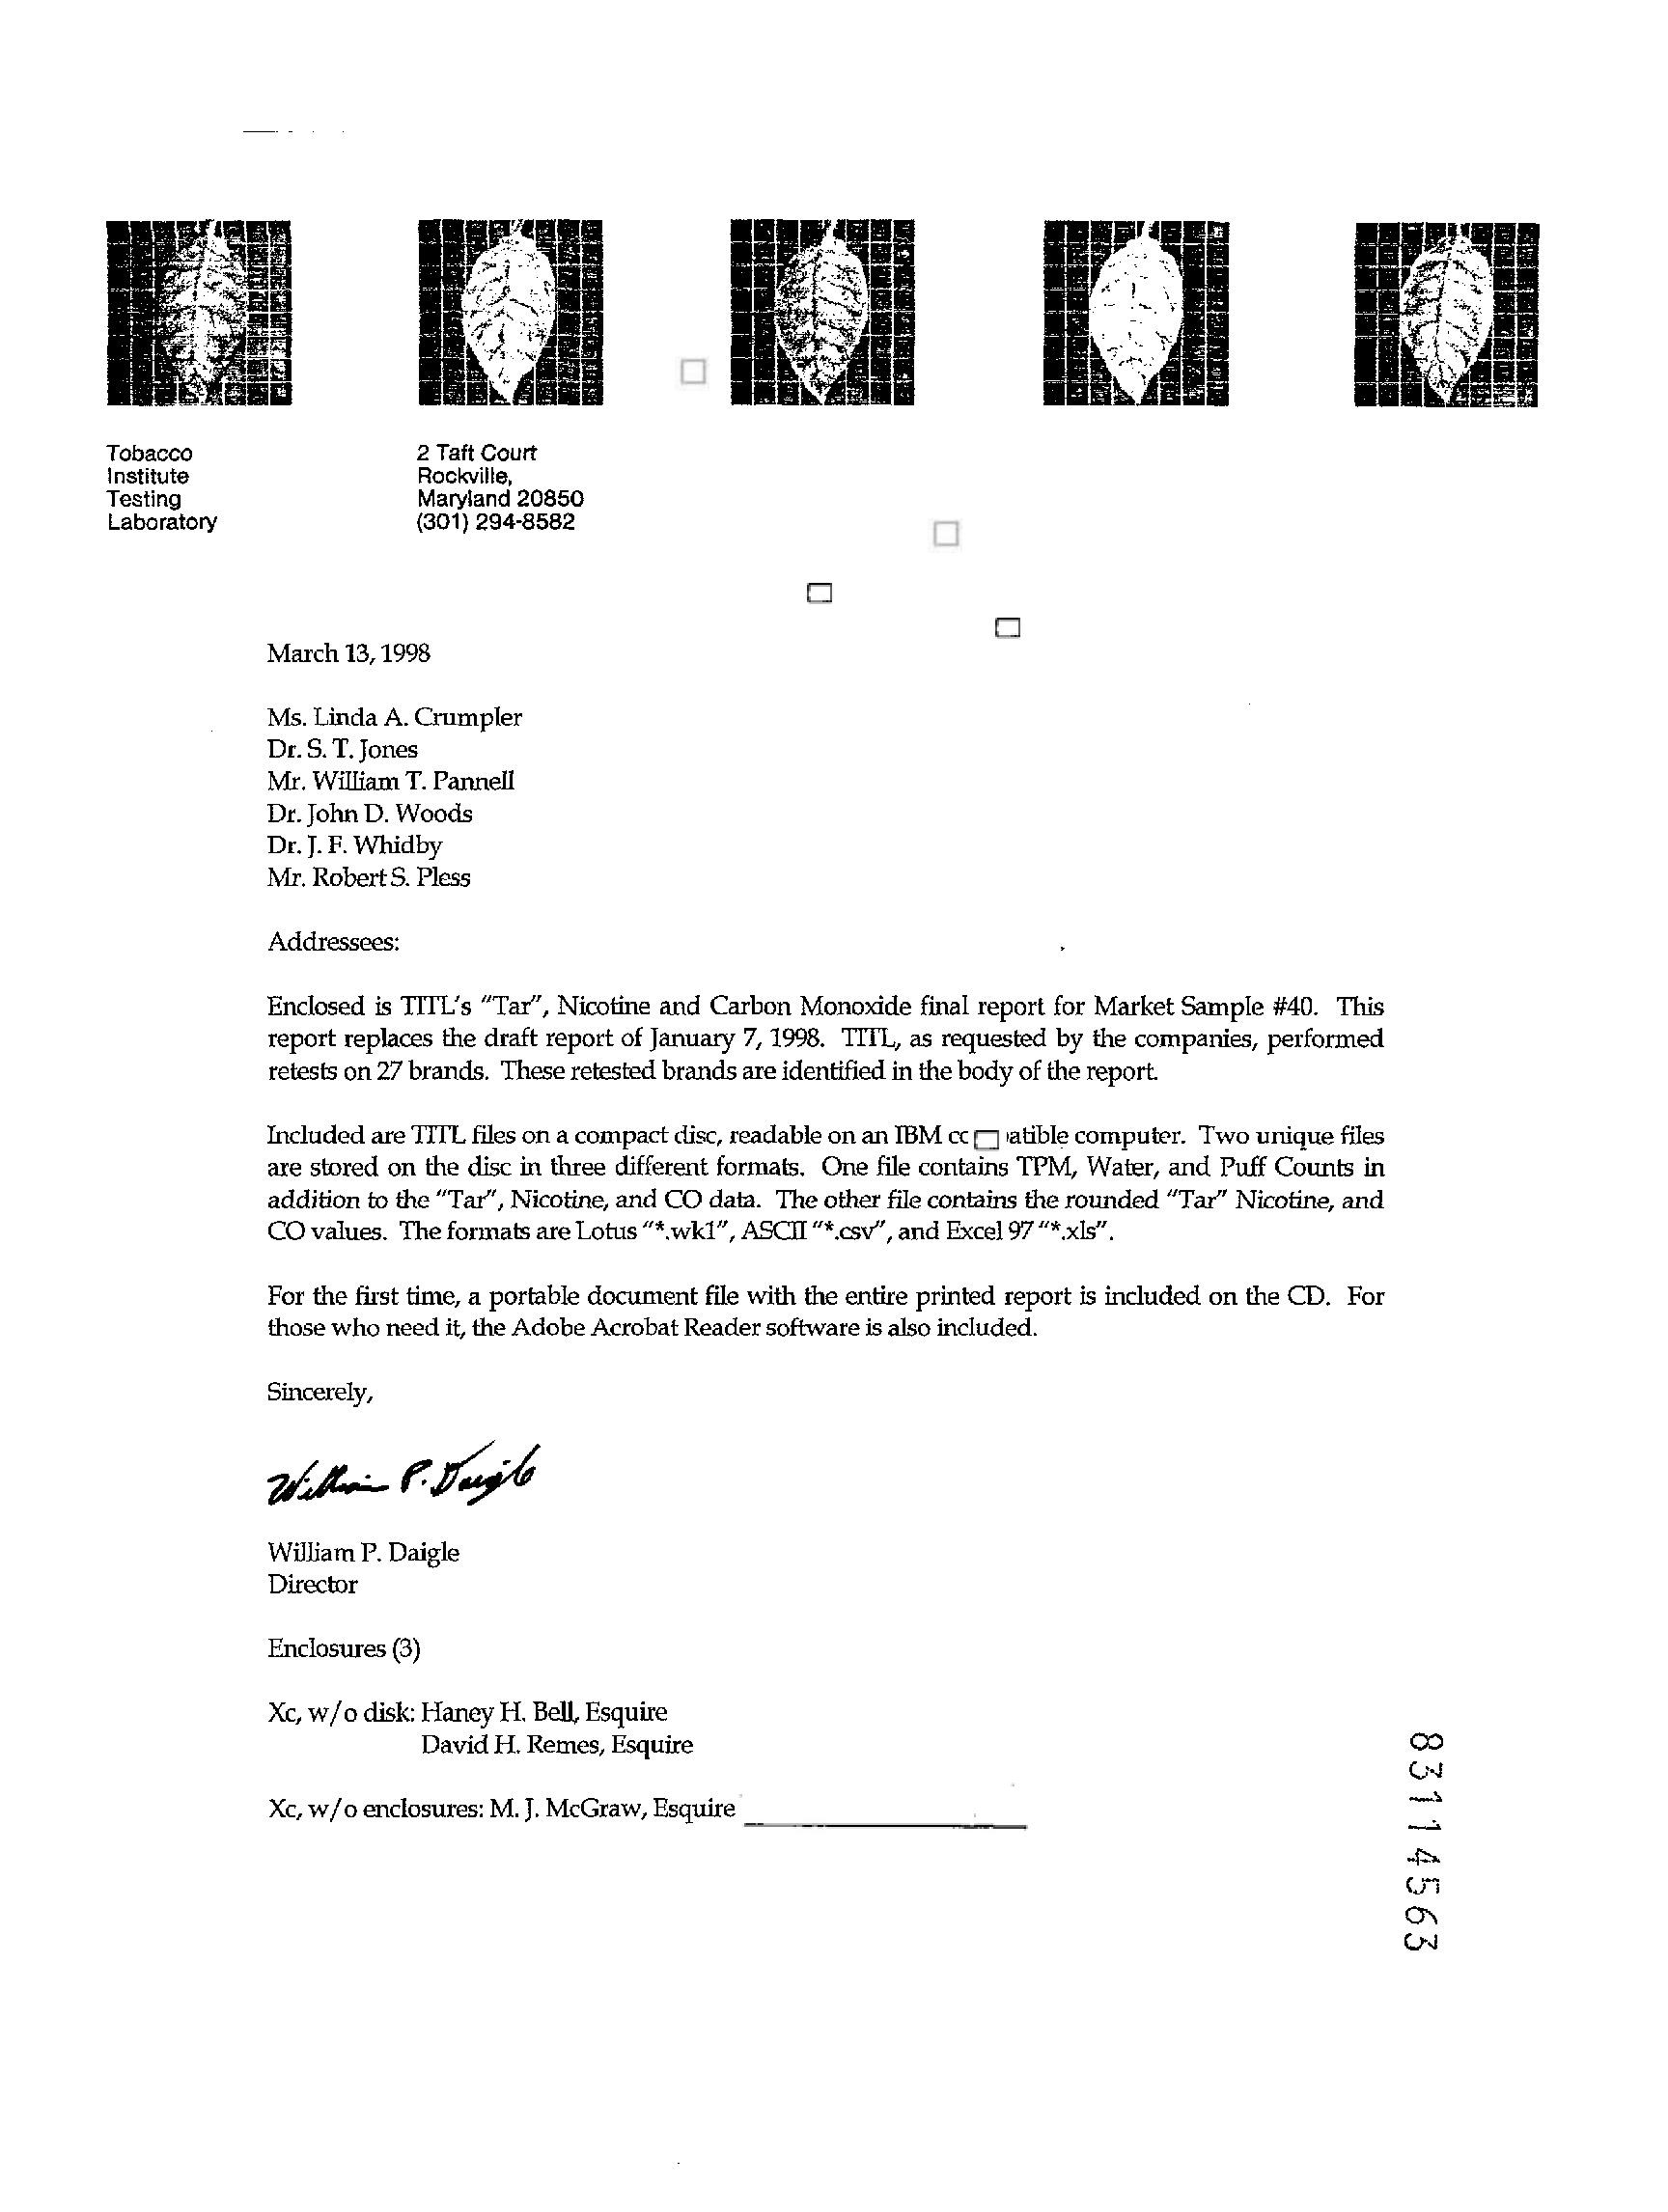 Tobacco
Institute
Testing
Laboratory
2 Taft Court
Rockville,
Maryland 20850
(301) 294-8582
March 13, 1998
Ms. Linda A. Crumpler
Dr. S. T. Jones
Mr. William T. Pannell
Dr. John D. Woods
Dr. J. F. Whidby
Mr. Robert S. Pless
Addressees:
Enclosed is TITL's "Tar", Nicotine and Carbon Monoxide final report for Market Sample #40. This
report replaces the draft report of January 7, 1998. TITL, as requested by the companies, performed
retests on 27 brands. These retested brands are identified in the body of the report.
Included are TITL files on a compact disc, readable on an IBM computer. Two unique files
are stored on the disc in three different formats. One file contains TPM, Water, and Puff Counts in
addition to the "Tar", Nicotine, and CO data. The other file contains the rounded "Tar" Nicotine, and
CO values. The formats are Lotus "*.wk1", ASCII "*.csv", and Excel 97 "*.xls".
For the first time, a portable document file with the entire printed report is included on the CD. For
those who need it, the Adobe Acrobat Reader software is also included.
Sincerely,
William P. Daigle
William P. Daigle
Director
Enclosures (3)
Xc, w/o disk: Haney H. Bell, Esquire
David H. Remes, Esquire
Xc, w/o enclosures: M. J. McGraw, Esquire
83114563